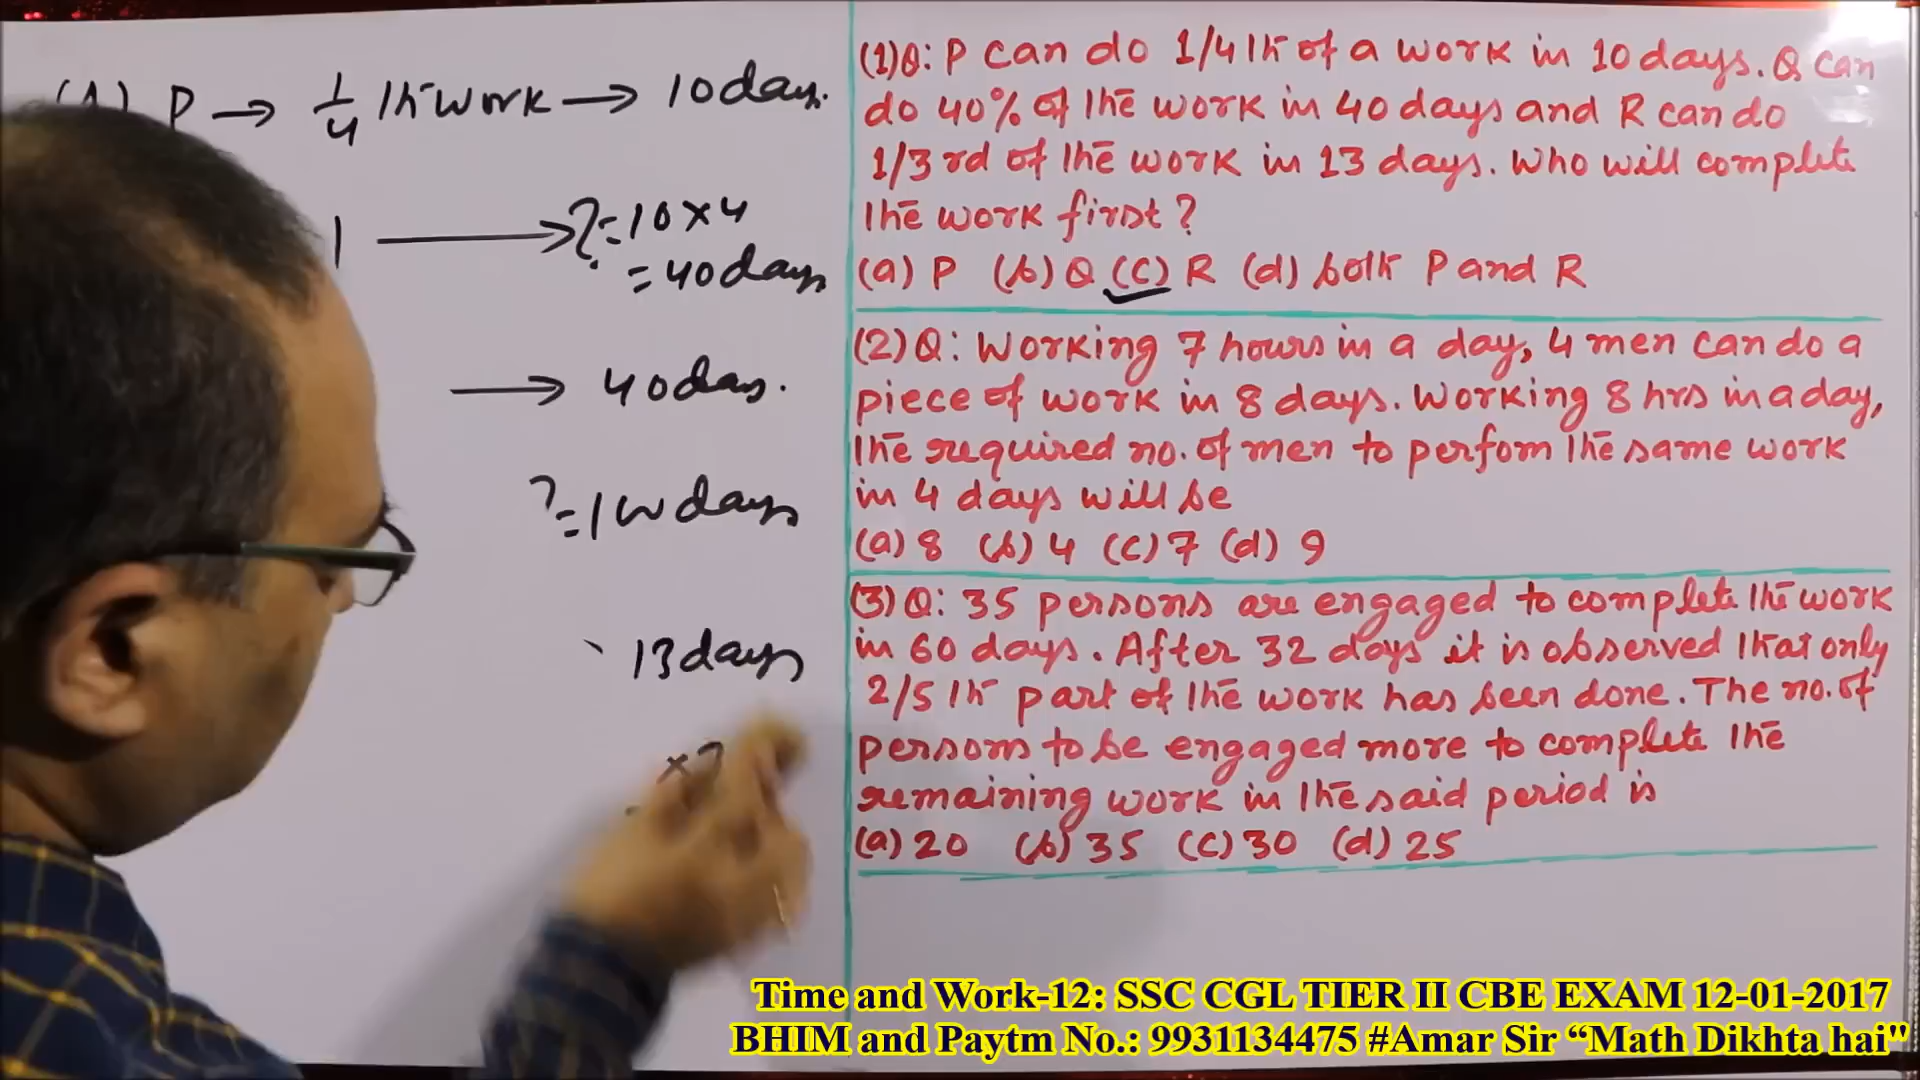 (1) P → 1/4 th work → 10 days.
1 → ? = 10 × 4
= 40 days
→ 40 days.
? = 100 days
13 days
×3
(1)Q: P can do 1/4 th of a work in 10 days. Q can
do 40% of the work in 40 days and R can do
1/3 rd of the work in 13 days. Who will complete
the work first?
(a) P (b) Q (c) R (d) both P and R
(2)Q: Working 7 hours in a day, 4 men can do a
piece of work in 8 days. Working 8 hrs in a day,
the required no. of men to perfom the same work
in 4 days will be
(a) 8 (b) 4 (c) 7 (d) 9
(3)Q: 35 persons are engaged to complete the work
in 60 days. After 32 days it is observed that only
2/5 th part of the work has been done. The no. of
persons to be engaged more to complete the
remaining work in the said period is
(a) 20 (b) 35 (c) 30 (d) 25
Time and Work-12: SSC CGL TIER II CBE EXAM 12-01-2017
BHIM and Paytm No.: 9931134475 #Amar Sir “Math Dikhta hai"